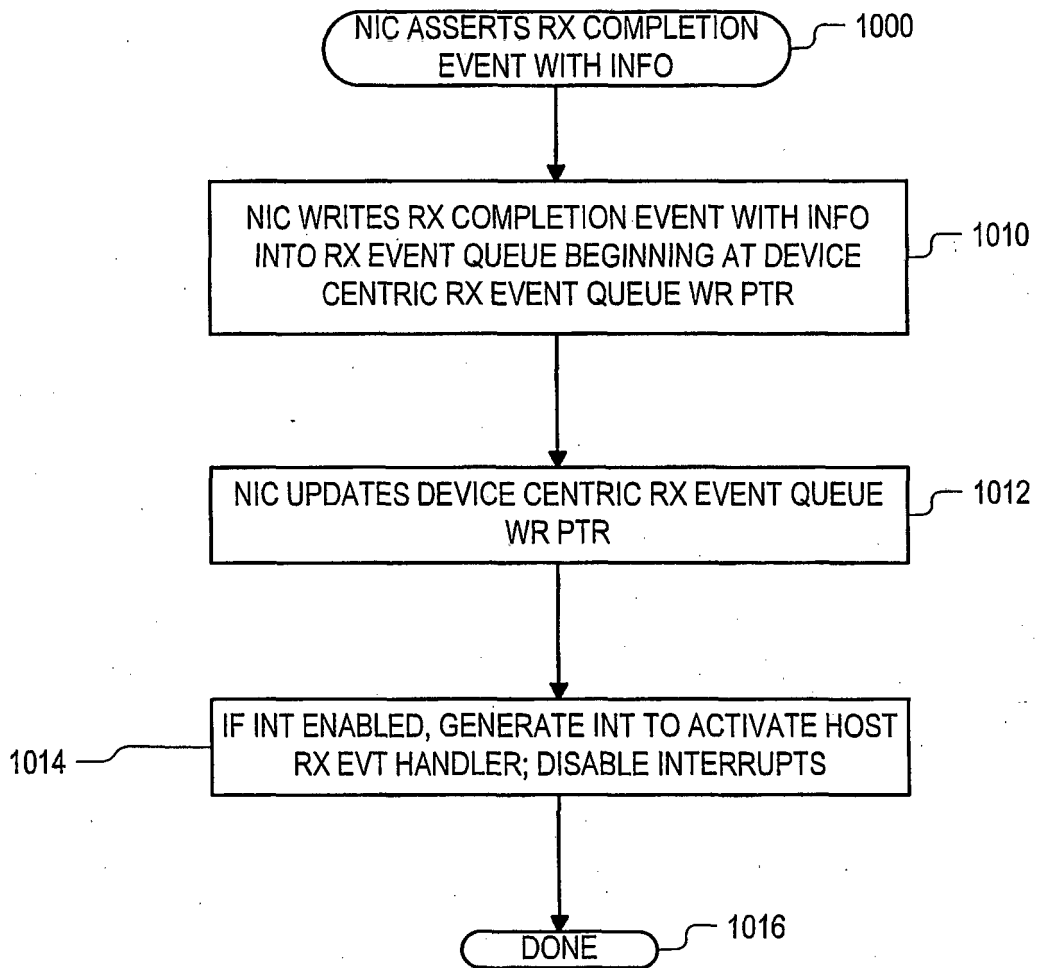 NIC ASSERTS RX COMPLETION
EVENT WITH INFO
1000
NIC WRITES RX COMPLETION EVENT WITH INFO
INTO RX EVENT QUEUE BEGINNING AT DEVICE
CENTRIC RX EVENT QUEUE WR PTR
1010
NIC UPDATES DEVICE CENTRIC RX EVENT QUEUE
WR PTR
1012
IF INT ENABLED, GENERATE INT TO ACTIVATE HOST
RX EVT HANDLER; DISABLE INTERRUPTS
1014
DONE
1016